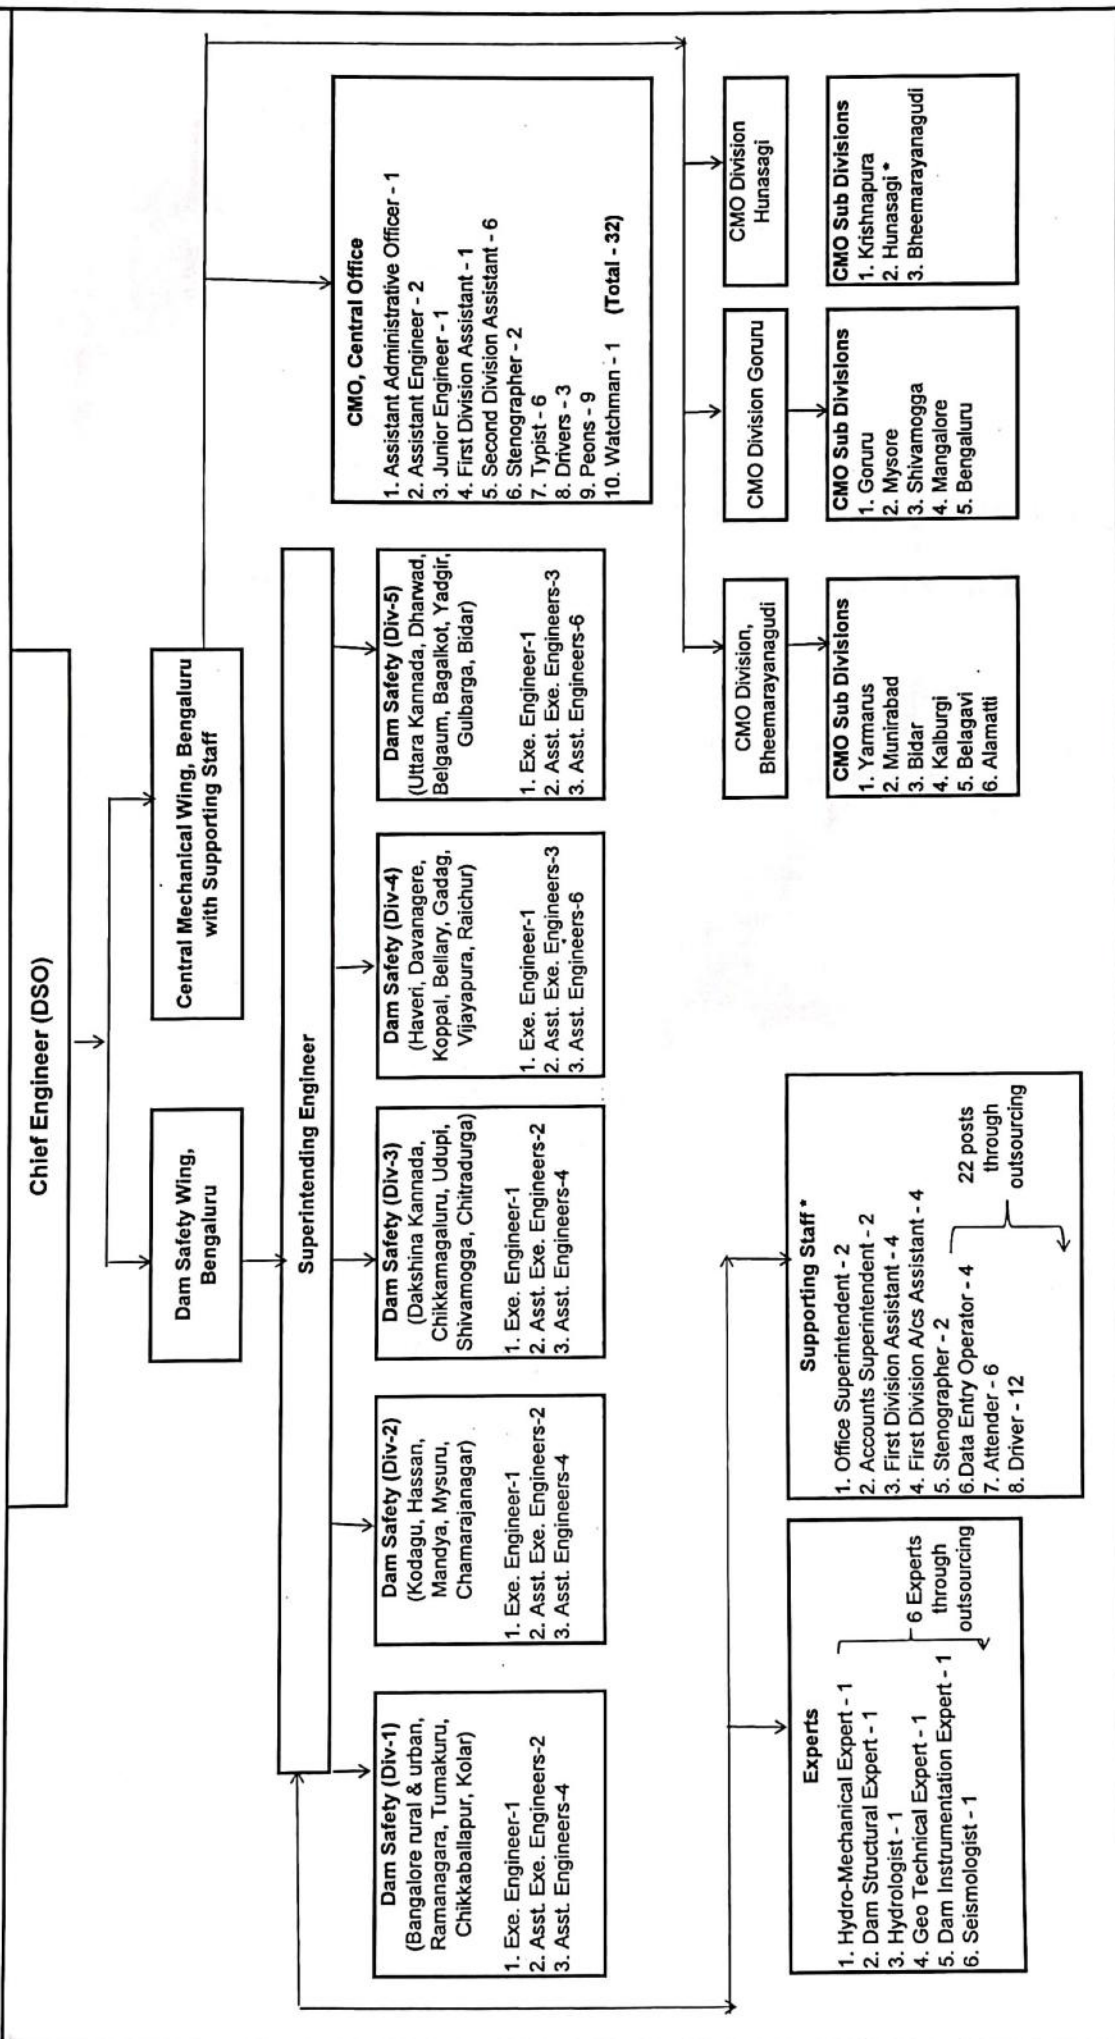 Chief Engineer (DSO)
Dam Safety Wing,
Bengaluru
Central Mechanical Wing, Bengaluru
with Supporting Staff
Superintending Engineer
Dam Safety (Div-1)
(Bangalore rural & urban,
Ramanagara, Tumakuru,
Chikkaballapur, Kolar)
1. Exe. Engineer-1
2. Asst. Exe. Engineers-2
3. Asst. Engineers-4
Dam Safety (Div-2)
(Kodagu, Hassan,
Mandya, Mysuru,
Chamarajanagar)
1. Exe. Engineer-1
2. Asst. Exe. Engineers-2
3. Asst. Engineers-4
Dam Safety (Div-3)
(Dakshina Kannada,
Chikkamagaluru, Udupi,
Shivamogga, Chitradurga)
1. Exe. Engineer-1
2. Asst. Exe. Engineers-2
3. Asst. Engineers-4
Dam Safety (Div-4)
(Haveri, Davanagere,
Koppal, Bellary, Gadag,
Vijayapura, Raichur)
1. Exe. Engineer-1
2. Asst. Exe. Engineers-3
3. Asst. Engineers-6
Dam Safety (Div-5)
(Uttara Kannada, Dharwad,
Belgaum, Bagalkot, Yadgir,
Gulbarga, Bidar)
1. Exe. Engineer-1
2. Asst. Exe. Engineers-3
3. Asst. Engineers-6
CMO, Central Office
1. Assistant Administrative Officer - 1
2. Assistant Engineer - 2
3. Junior Engineer - 1
4. First Division Assistant - 1
5. Second Division Assistant - 6
6. Stenographer - 2
7. Typist - 6
8. Drivers - 3
9. Peons - 9
10. Watchman - 1 (Total - 32)
CMO Division,
Bheemarayanagudi
CMO Division Goruru
CMO Division
Hunasagi
CMO Sub Divisions
1. Yarmarus
2. Munirabad
3. Bidar
4. Kalburgi
5. Belagavi
6. Alamatti
CMO Sub Divisions
1. Goruru
2. Mysore
3. Shivamogga
4. Mangalore
5. Bengaluru
CMO Sub Divisions
1. Krishnapura
2. Hunasagi *
3. Bheemarayanagudi
Experts
1. Hydro-Mechanical Expert - 1
2. Dam Structural Expert - 1
3. Hydrologist - 1
4. Geo Technical Expert - 1
5. Dam Instrumentation Expert - 1
6. Seismologist - 1
6 Experts
through
outsourcing
Supporting Staff *
1. Office Superintendent - 2
2. Accounts Superintendent - 2
3. First Division Assistant - 4
4. First Division A/cs Assistant - 4
5. Stenographer - 2
6.Data Entry Operator - 4
7. Attender - 6
8. Driver - 12
22 posts
through
outsourcing